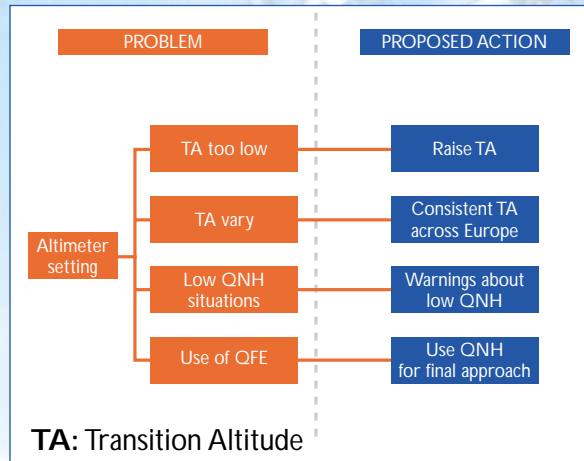 PROBLEM
PROPOSED ACTION
TA too low
Raise TA
TA vary
Consistent TA
across Europe
Altimeter
setting
Low QNH
situations
Warnings about
low QNH
Use of QFE
Use QNH
for final approach
TA: Transition Altitude